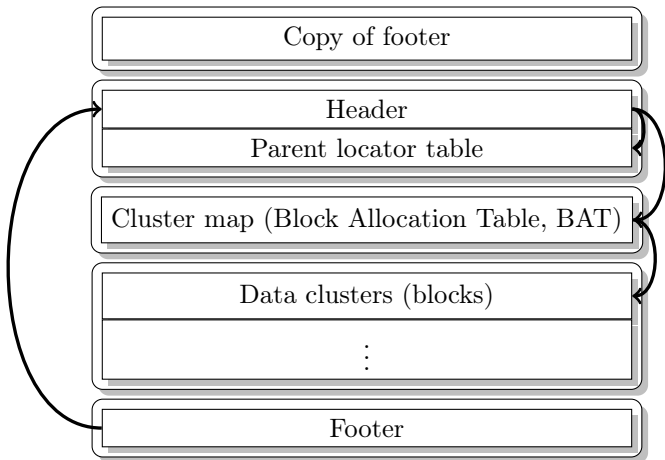 Copy of footer
Header
Parent locator table
Cluster map (Block Allocation Table, BAT)
Data clusters (blocks)
⋮
Footer